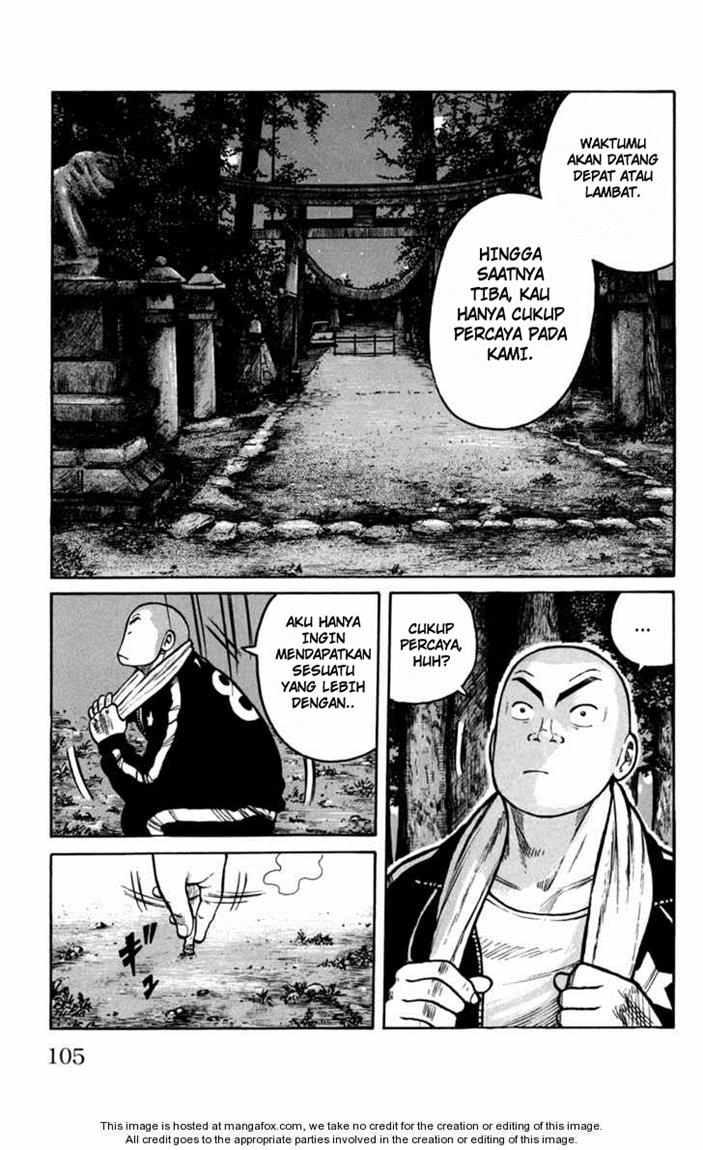 WAKTUMU
AKAN DATANG
DEPAT ATAU
LAMBAT.
HINGGA
SAATNYA
TIBA, KAU
HANYA CUKUP
PERCAYA PADA
KAMI.
...
CUKUP
PERCAYA,
HUH?
AKU HANYA
INGIN
MENDAPATKAN
SESUATU
YANG LEBIH
DENGAN..
ギュッ
105
This image is hosted at mangafox.com, we take no credit for the creation or editing of this image.
All credit goes to the appropriate parties involved in the creation or editing of this image.